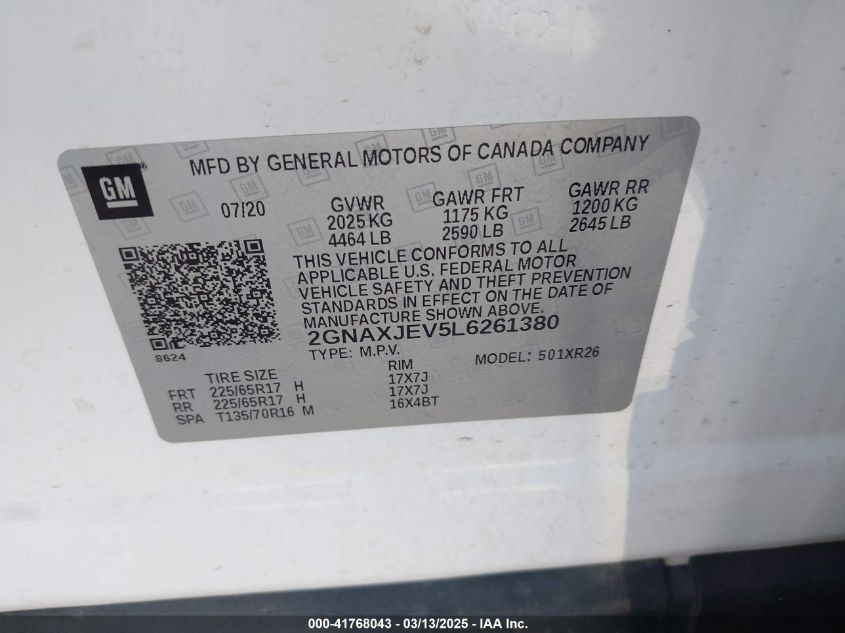 GM
MFD BY GENERAL MOTORS OF CANADA COMPANY
07/20
GVWR
2025 KG
4464 LB
GAWR FRT
1175 KG
2590 LB
GAWR RR
1200 KG
2645 LB
THIS VEHICLE CONFORMS TO ALL
APPLICABLE U.S. FEDERAL MOTOR
VEHICLE SAFETY AND THEFT PREVENTION
STANDARDS IN EFFECT ON THE DATE OF
MANUFACTURE SHOWN ABOVE.
2GNAXJEV5L6261380
8624
TYPE: M.P.V. MODEL: 501XR26
TIRE SIZE RIM
FRT 225/65R17 H 17X7J
RR 225/65R17 H 17X7J
SPA T135/70R16 M 16X4BT
000-41768043 — 03/13/2025 - IAA Inc.